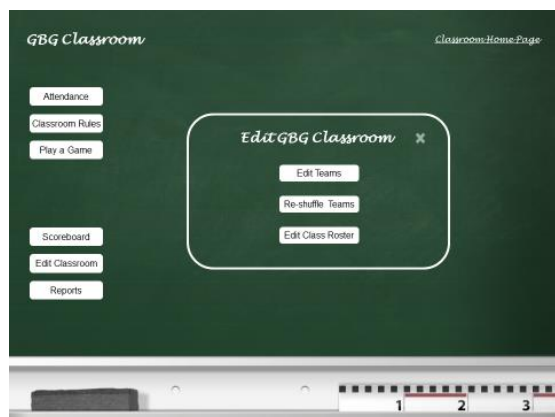 GBG Classroom
Classroom Home Page
Attendance
Classroom Rules
Play a Game
Edit GBG Classroom
x
Edit Teams
Re-shuffle Teams
Edit Class Roster
Scoreboard
Edit Classroom
Reports
1 2 3